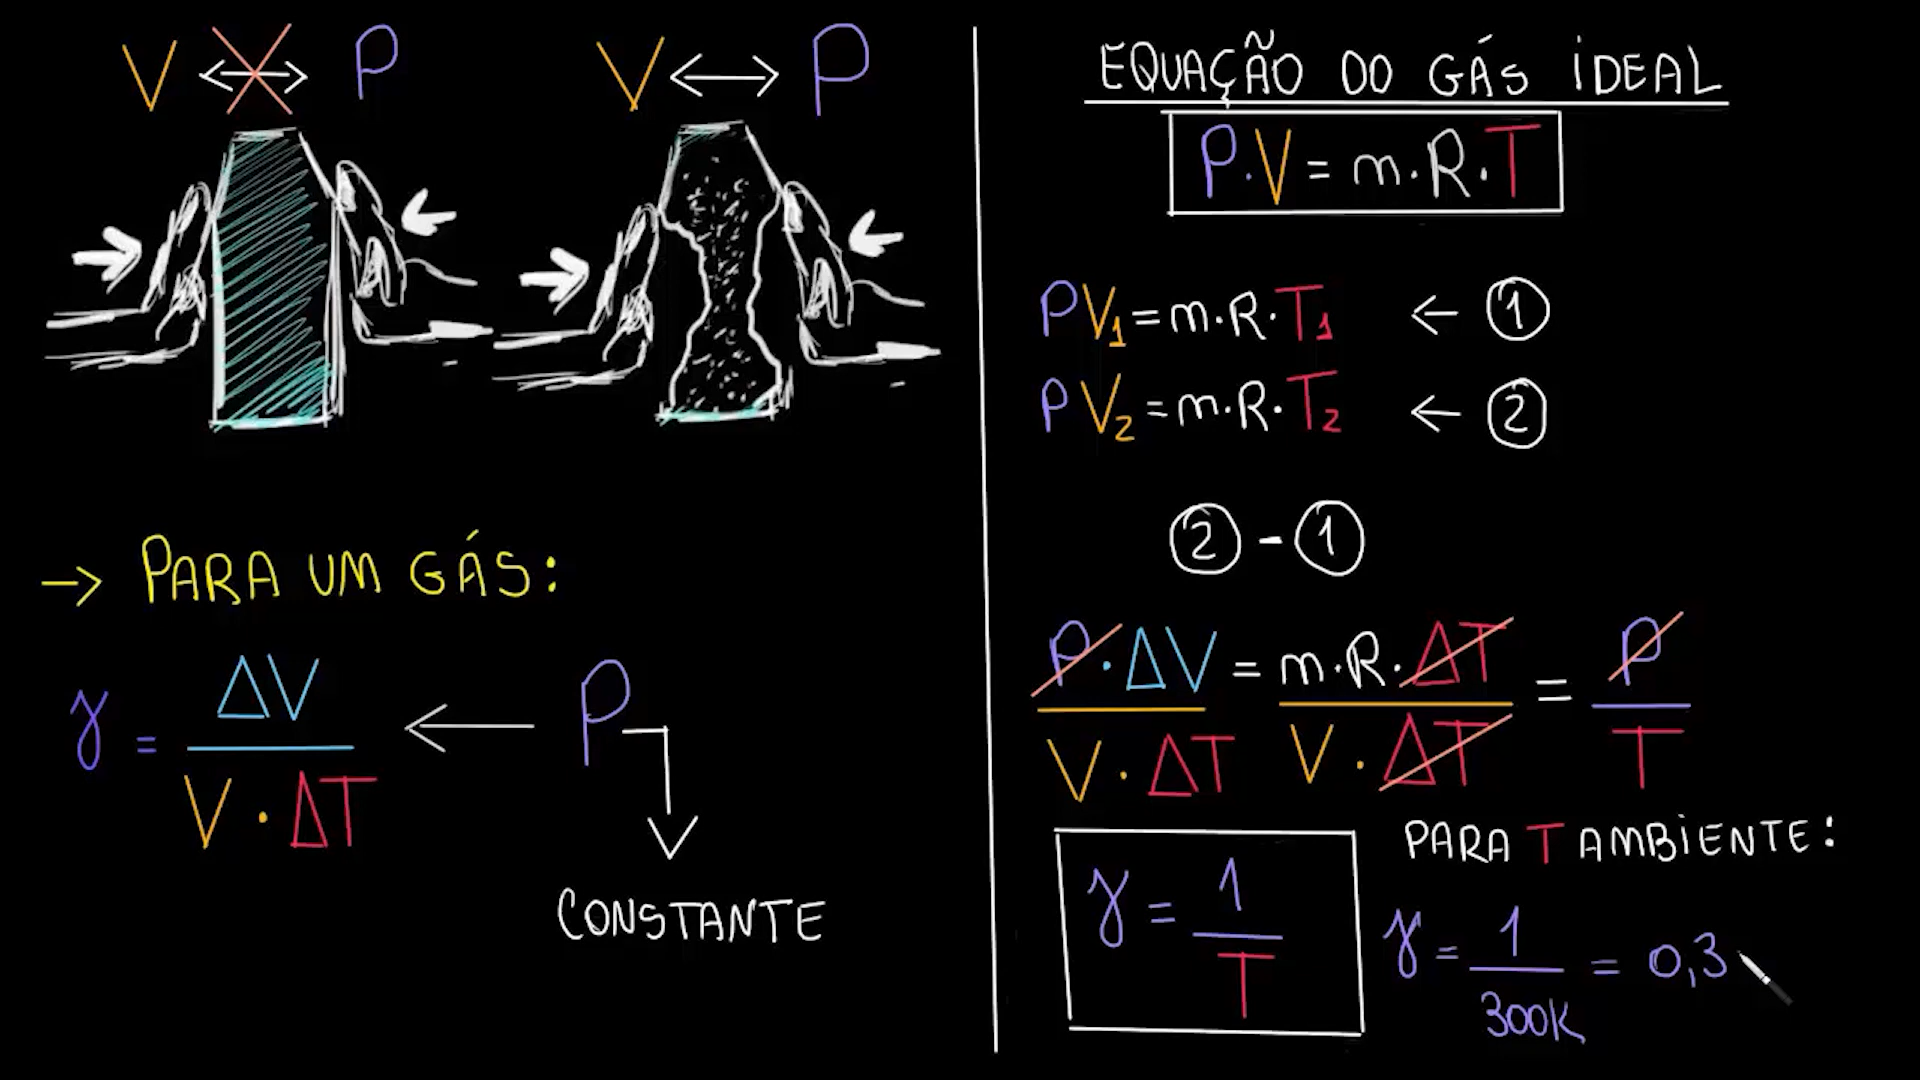 V ↔ P
V ↔ P
→ PARA UM GÁS:
γ = ΔV / V · ΔT ← P
CONSTANTE
EQUAÇÃO DO GÁS iDEAL
P·V = m·R·T
PV₁ = m·R·T₁ ← ①
PV₂ = m·R·T₂ ← ②
② - ①
P·ΔV / V·ΔT = m·R·ΔT / V·ΔT = P / T
PARA T AMBiENTE:
γ = 1 / T
γ = 1 / 300K = 0,3